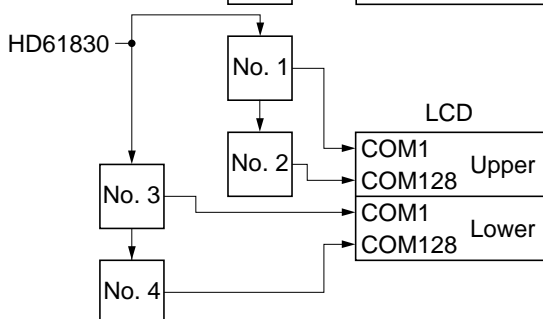 HD61830
No. 1
LCD
COM1
Upper
No. 2
COM128
No. 3
COM1
Lower
COM128
No. 4